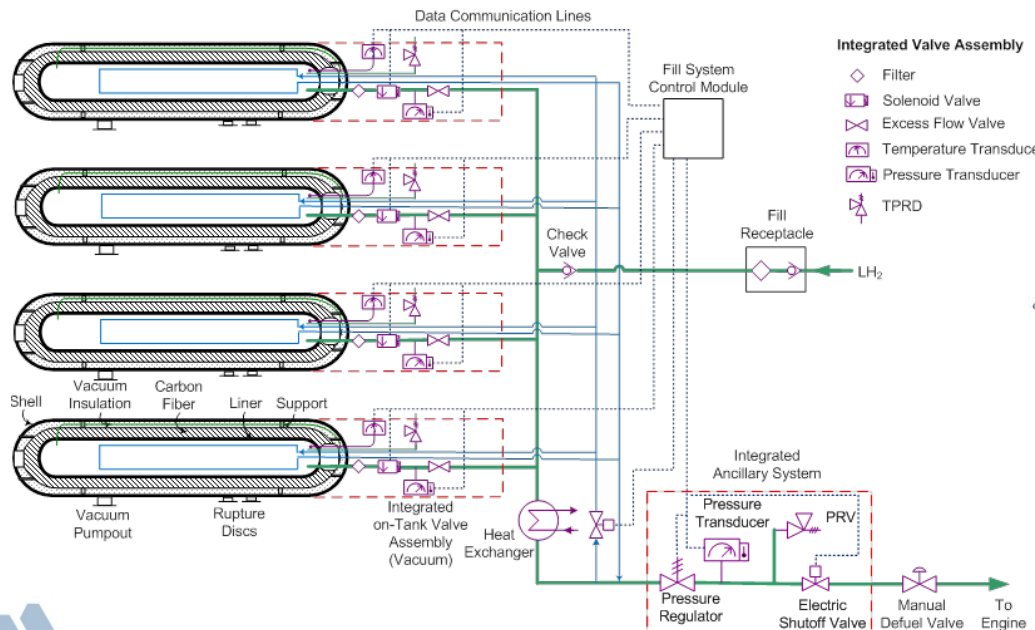 Data Communication Lines
Integrated Valve Assembly
Filter
Solenoid Valve
Excess Flow Valve
Temperature Transduce
Pressure Transducer
TPRD
Fill System
Control Module
Check
Valve
Fill
Receptacle
LH₂
Shell
Vacuum
Insulation
Carbon
Fiber
Liner
Support
Vacuum
Pumpout
Rupture
Discs
Integrated
on-Tank Valve
Assembly
(Vacuum)
Heat
Exchanger
Integrated
Ancillary System
Pressure
Transducer
PRV
Pressure
Regulator
Electric
Shutoff Valve
Manual
Defuel Valve
To
Engine